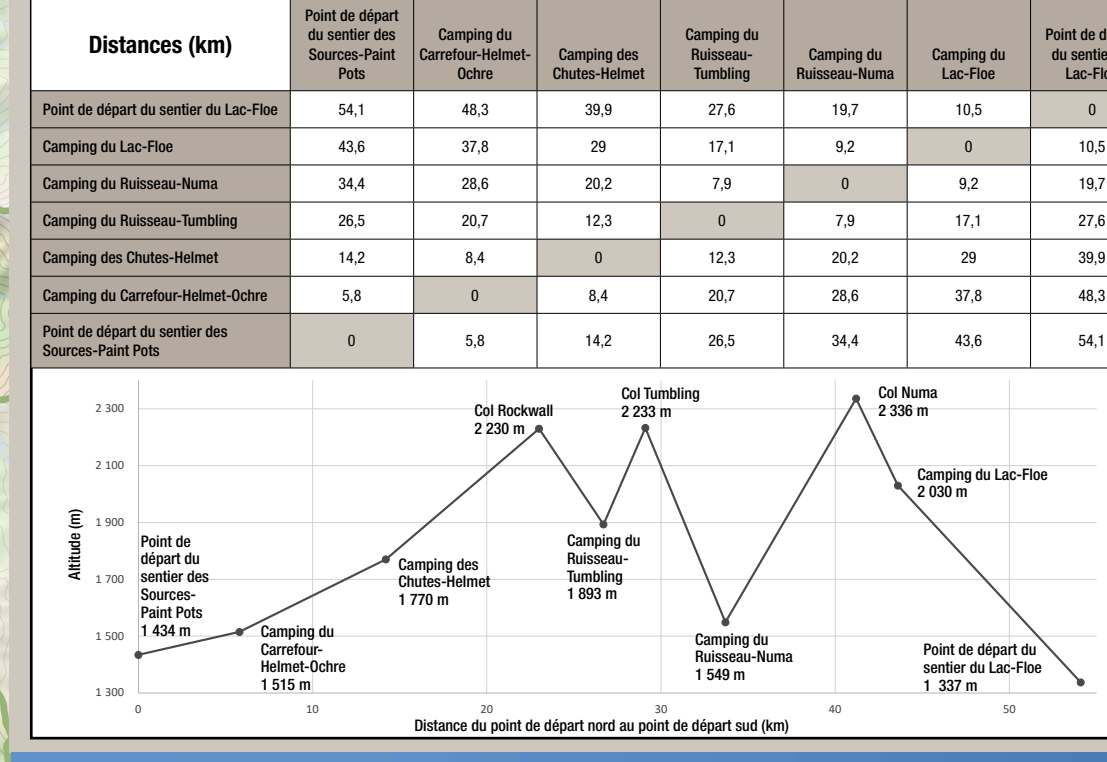 Distances (km)
Point de départ
du sentier des
Sources-Paint
Pots
Camping du
Carrefour-Helmet-
Ochre
Camping des
Chutes-Helmet
Camping du
Ruisseau-
Tumbling
Camping du
Ruisseau-Numa
Camping du
Lac-Floe
Point de d
du sentie
Lac-Flo
Point de départ du sentier du Lac-Floe 54,1 48,3 39,9 27,6 19,7 10,5 0
Camping du Lac-Floe 43,6 37,8 29 17,1 9,2 0 10,5
Camping du Ruisseau-Numa 34,4 28,6 20,2 7,9 0 9,2 19,7
Camping du Ruisseau-Tumbling 26,5 20,7 12,3 0 7,9 17,1 27,6
Camping des Chutes-Helmet 14,2 8,4 0 12,3 20,2 29 39,9
Camping du Carrefour-Helmet-Ochre 5,8 0 8,4 20,7 28,6 37,8 48,3
Point de départ du sentier des
Sources-Paint Pots 0 5,8 14,2 26,5 34,4 43,6 54,1
Altitude (m)
2 300
2 100
1 900
1 700
1 500
1 300
Point de
départ du
sentier des
Sources-
Paint Pots
1 434 m
Camping du
Carrefour-
Helmet-Ochre
1 515 m
Camping des
Chutes-Helmet
1 770 m
Col Rockwall
2 230 m
Camping du
Ruisseau-
Tumbling
1 893 m
Col Tumbling
2 233 m
Camping du
Ruisseau-Numa
1 549 m
Col Numa
2 336 m
Camping du Lac-Floe
2 030 m
Point de départ du
sentier du Lac-Floe
1 337 m
0 10 20 30 40 50
Distance du point de départ nord au point de départ sud (km)